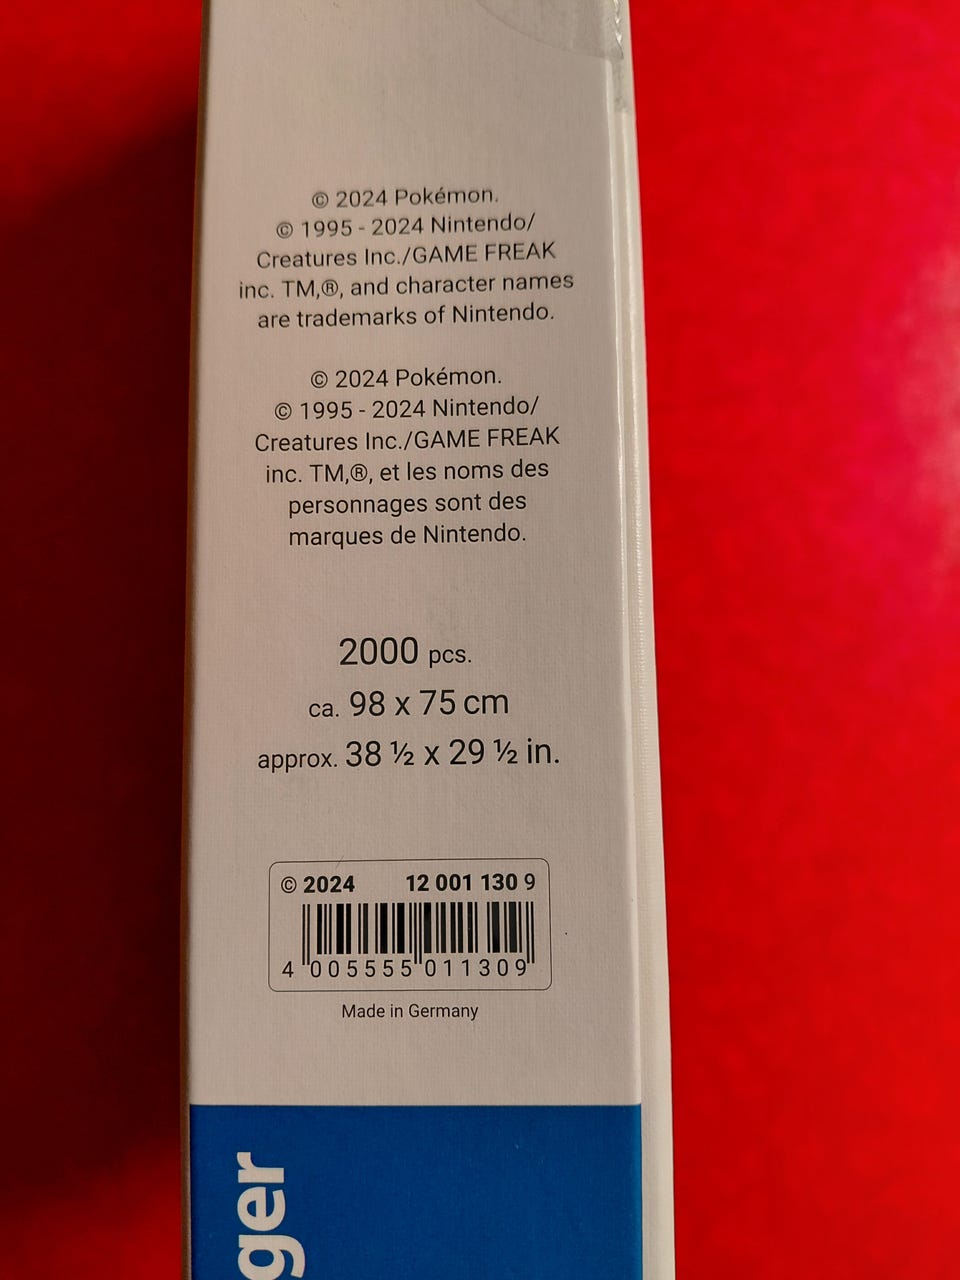 © 2024 Pokémon.
© 1995 - 2024 Nintendo/
Creatures Inc./GAME FREAK
inc. TM,®, and character names
are trademarks of Nintendo.
© 2024 Pokémon.
© 1995 - 2024 Nintendo/
Creatures Inc./GAME FREAK
inc. TM,®, et les noms des
personnages sont des
marques de Nintendo.
2000 pcs.
ca. 98 x 75 cm
approx. 38 ½ x 29 ½ in.
© 2024 12 001 130 9
4 005555 011309
Made in Germany
ger